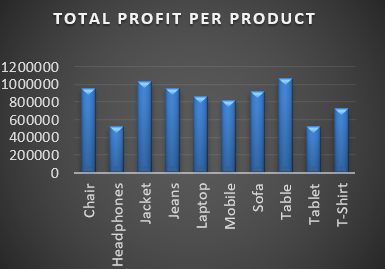 TOTAL PROFIT PER PRODUCT
1200000
1000000
800000
600000
400000
200000
0
Chair
Headphones
Jacket
Jeans
Laptop
Mobile
Sofa
Table
Tablet
T-Shirt